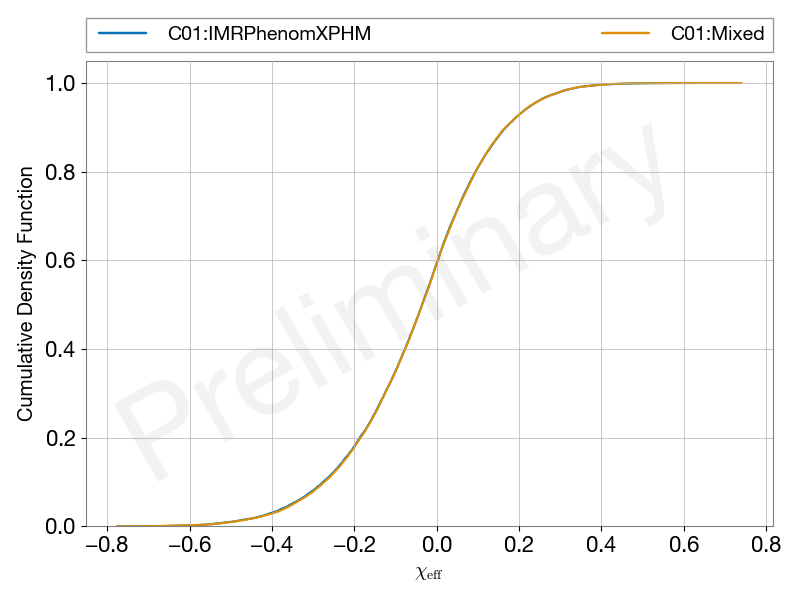 C01:IMRPhenomXPHM C01:Mixed
1.0
0.8
0.6
0.4
0.2
0.0
Cumulative Density Function
Preliminary
−0.8 −0.6 −0.4 −0.2 0.0 0.2 0.4 0.6 0.8
χeff